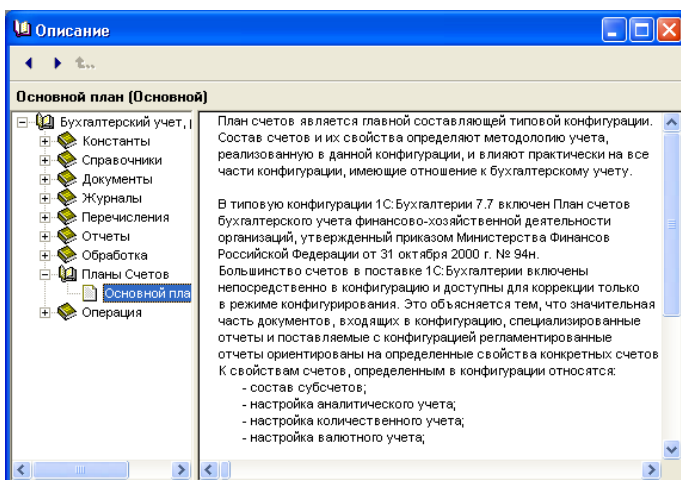 Описание
Основной план (Основной)
Бухгалтерский учет,
Константы
Справочники
Документы
Журналы
Перечисления
Отчеты
Обработка
Планы Счетов
Основной пла
Операция
План счетов является главной составляющей типовой конфигурации.
Состав счетов и их свойства определяют методологию учета,
реализованную в данной конфигурации, и влияют практически на все
части конфигурации, имеющие отношение к бухгалтерскому учету.
В типовую конфигурации 1С:Бухгалтерии 7.7 включен План счетов
бухгалтерского учета финансово-хозяйственной деятельности
организаций, утвержденный приказом Министерства Финансов
Российской Федерации от 31 октября 2000 г. № 94н.
Большинство счетов в поставке 1С:Бухгалтерии включены
непосредственно в конфигурацию и доступны для коррекции только
в режиме конфигурирования. Это объясняется тем, что значительная
часть документов, входящих в конфигурацию, специализированные
отчеты и поставляемые с конфигурацией регламентированные
отчеты ориентированы на определенные свойства конкретных счетов
К свойствам счетов, определенным в конфигурации относятся:
- состав субсчетов;
- настройка аналитического учета;
- настройка количественного учета;
- настройка валютного учета;